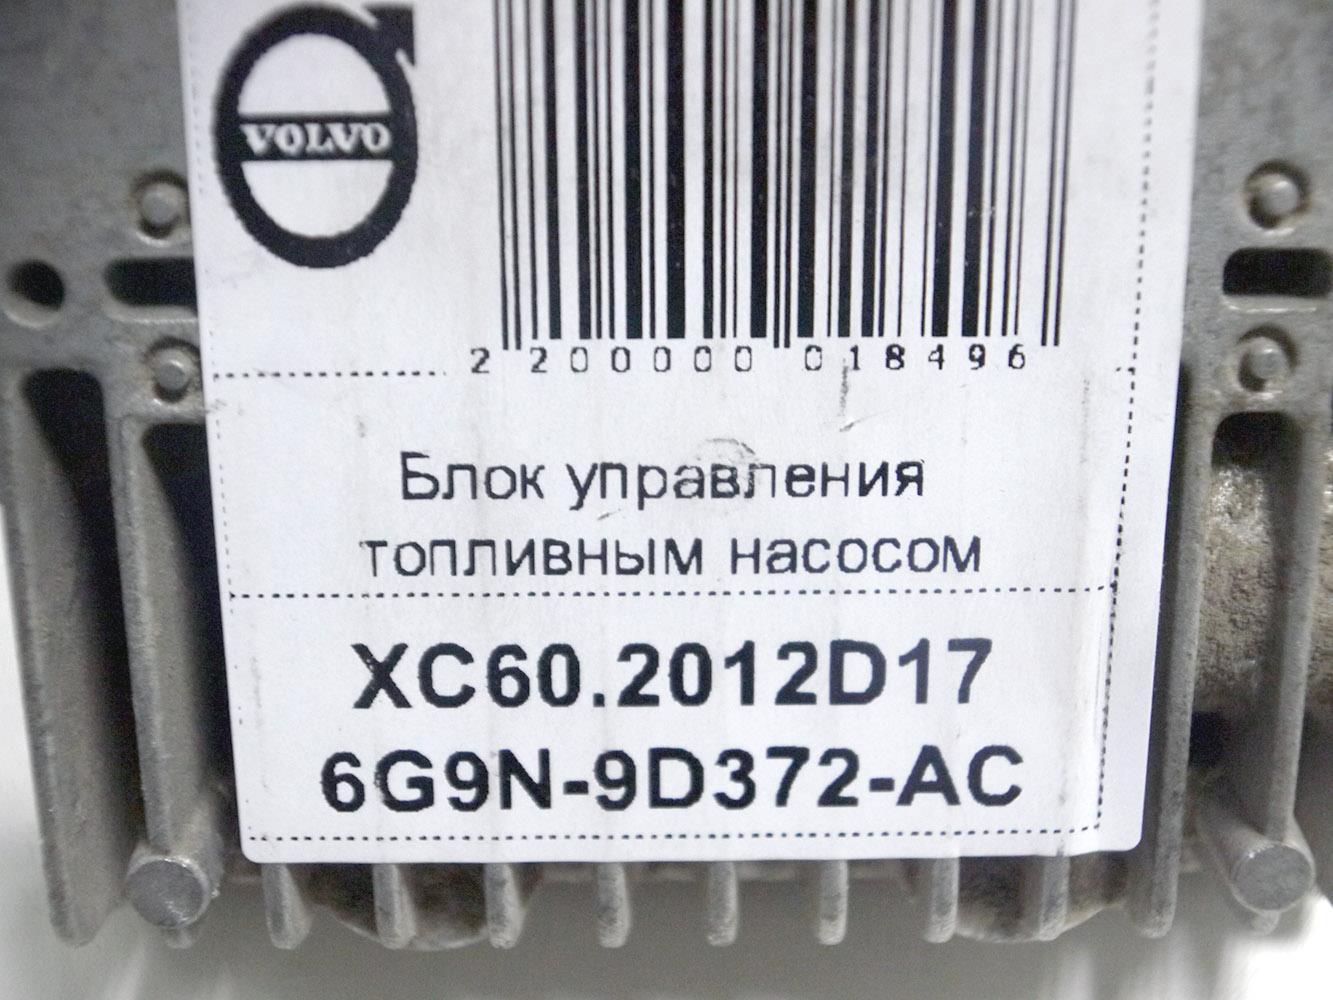 VOLVO
2 200000 018496
Блок управления
топливным насосом
XC60.2012D17
6G9N-9D372-AC